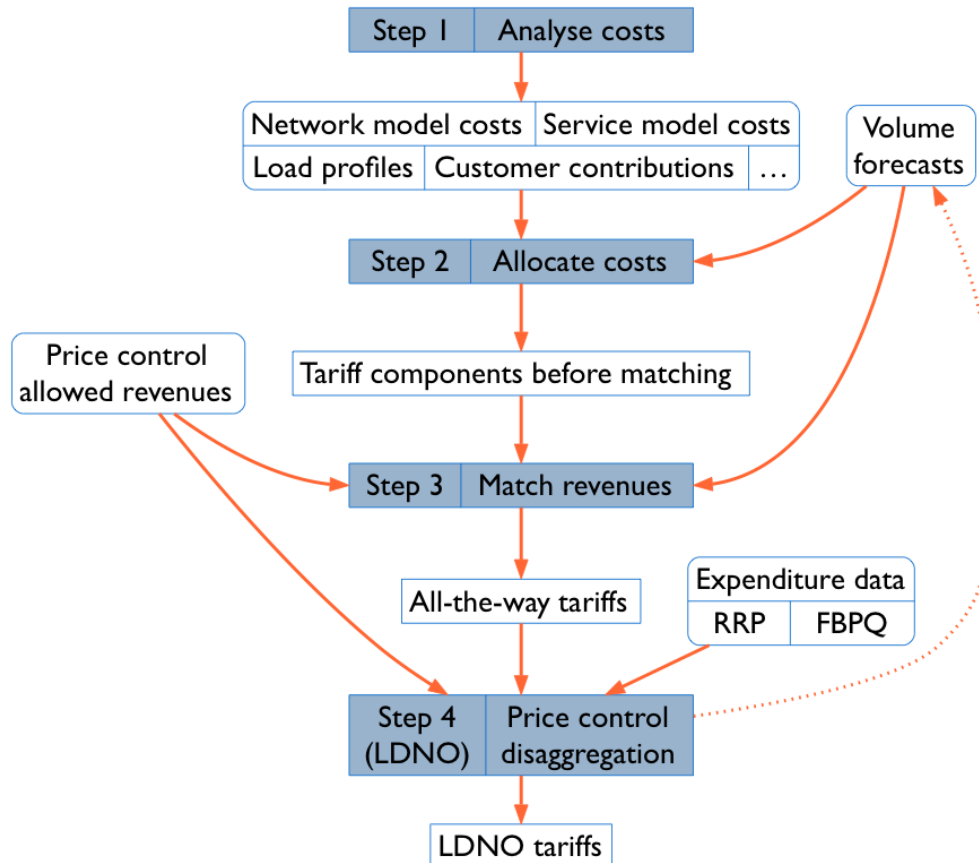 Step 1 Analyse costs
Network model costs Service model costs
Load profiles Customer contributions …
Volume
forecasts
Step 2 Allocate costs
Price control
allowed revenues
Tariff components before matching
Step 3 Match revenues
All-the-way tariffs
Expenditure data
RRP FBPQ
Step 4
(LDNO)
Price control
disaggregation
LDNO tariffs